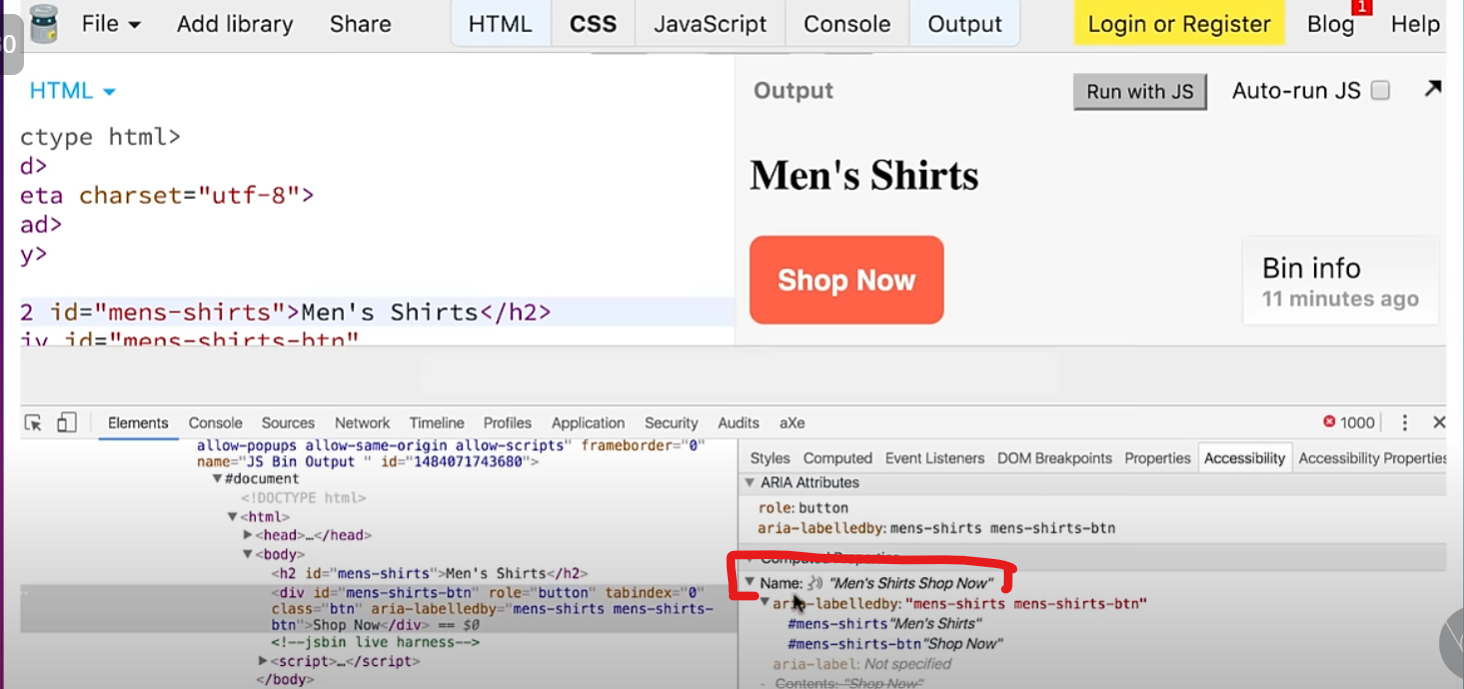 File Add library Share HTML CSS JavaScript Console Output Login or Register Blog 1 Help
0
HTML
Output Run with JS Auto-run JS
ctype html>
d>
eta charset="utf-8">
ad>
y>
2 id="mens-shirts">Men's Shirts</h2>
iv id="mens-shirts-btn"
Men's Shirts
Shop Now
Bin info
11 minutes ago
Elements Console Sources Network Timeline Profiles Application Security Audits aXe 1000
allow-popups allow-same-origin allow-scripts" frameborder="0"
name="JS Bin Output " id="1484071743680">
#document
<!DOCTYPE html>
<html>
<head>…</head>
<body>
<h2 id="mens-shirts">Men's Shirts</h2>
<div id="mens-shirts-btn" role="button" tabindex="0"
class="btn" aria-labelledby="mens-shirts mens-shirts-
btn">Shop Now</div> == $0
<!--jsbin live harness-->
<script>…</script>
</body>
Styles Computed Event Listeners DOM Breakpoints Properties Accessibility Accessibility Properties
ARIA Attributes
role: button
aria-labelledby: mens-shirts mens-shirts-btn
Computed Properties
Name: "Men's Shirts Shop Now"
aria-labelledby: "mens-shirts mens-shirts-btn"
#mens-shirts "Men's Shirts"
#mens-shirts-btn "Shop Now"
aria-label: Not specified
Contents: "Shop Now"